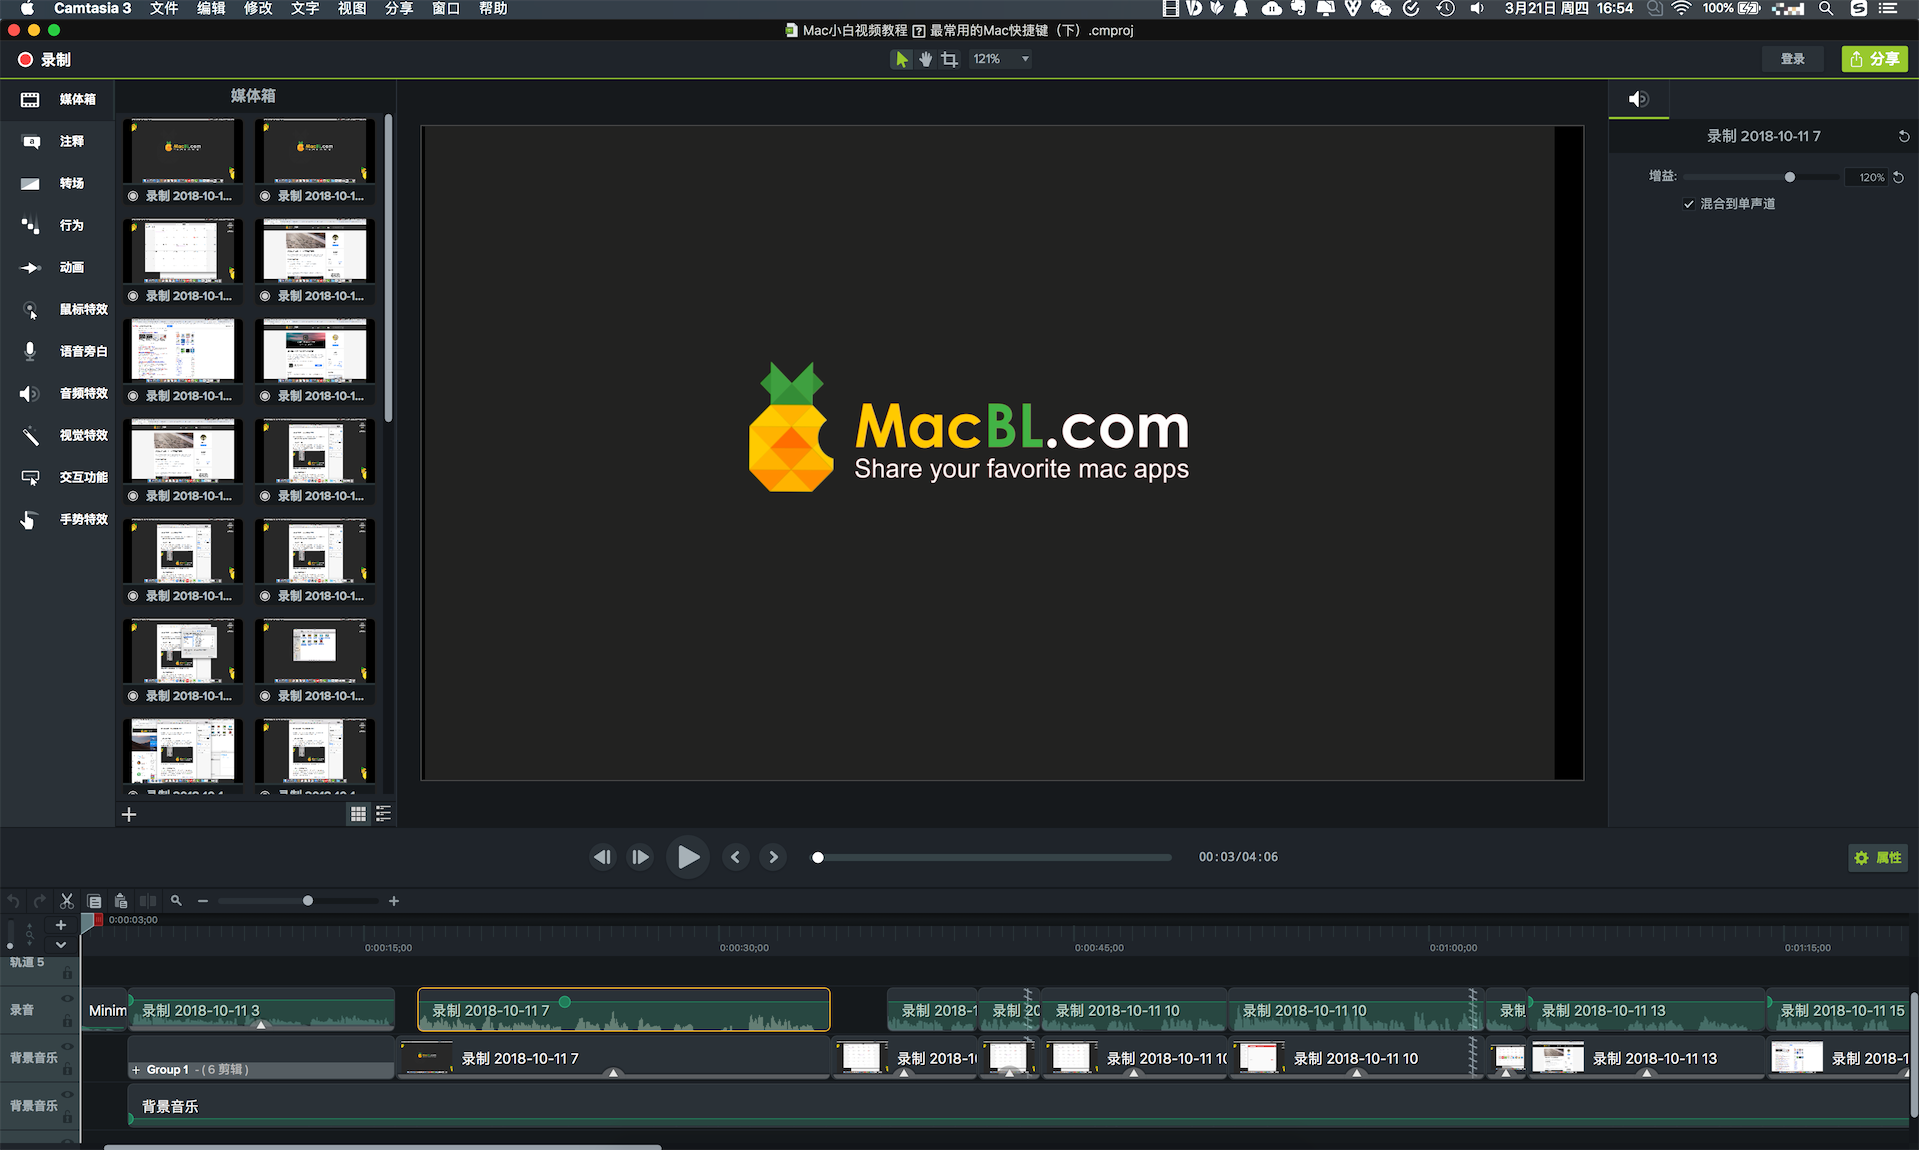 Camtasia 3 文件 编辑 修改 文字 视图 分享 窗口 帮助
3月21日 周四 16:54 100%
Mac小白视频教程 ? 最常用的Mac快捷键（下）.cmproj
录制
121%
登录
分享
媒体箱
注释
转场
行为
动画
鼠标特效
语音旁白
音频特效
视觉特效
交互功能
手势特效
媒体箱
录制 2018-10-1... 录制 2018-10-1...
录制 2018-10-1... 录制 2018-10-1...
录制 2018-10-1... 录制 2018-10-1...
录制 2018-10-1... 录制 2018-10-1...
录制 2018-10-1... 录制 2018-10-1...
录制 2018-10-1... 录制 2018-10-1...
MacBL.com
Share your favorite mac apps
录制 2018-10-11 7
增益: 120%
混合到单声道
00:03/04:06
属性
0:00:03;00
0:00:15;00 0:00:30;00 0:00:45;00 0:01:00;00 0:01:15;00
轨道 5
录音 Minim 录制 2018-10-11 3 录制 2018-10-11 7 录制 2018-1 录制 20 录制 2018-10-11 10 录制 2018-10-11 10 录制 录制 2018-10-11 13 录制 2018-10-11 15
背景音乐 + Group 1 - ( 6 剪辑 ) 录制 2018-10-11 7 录制 2018-10 录制 2018-10-11 10 录制 2018-10-11 10 录制 2018-10-11 13 录制 2018-1
背景音乐 背景音乐